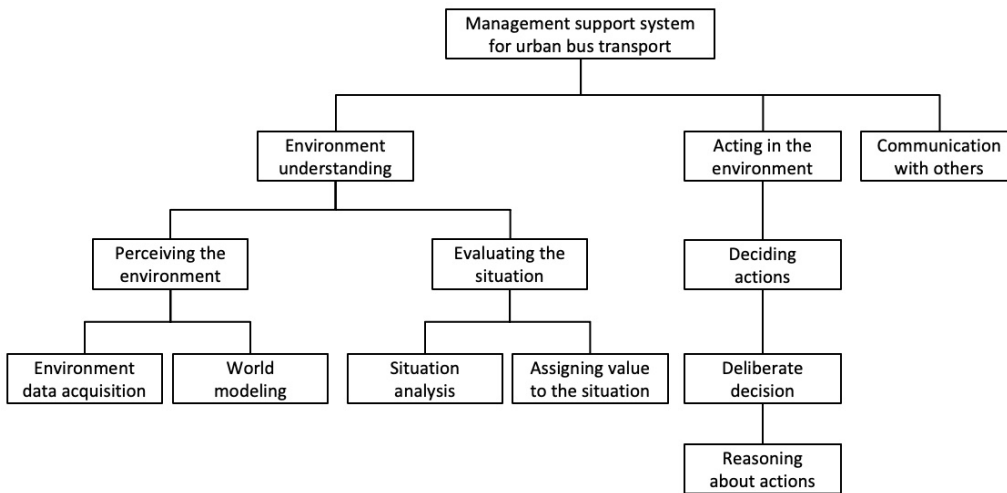 Management support system
for urban bus transport
Environment
understanding
Acting in the
environment
Communication
with others
Perceiving the
environment
Evaluating the
situation
Deciding
actions
Environment
data acquisition
World
modeling
Situation
analysis
Assigning value
to the situation
Deliberate
decision
Reasoning
about actions